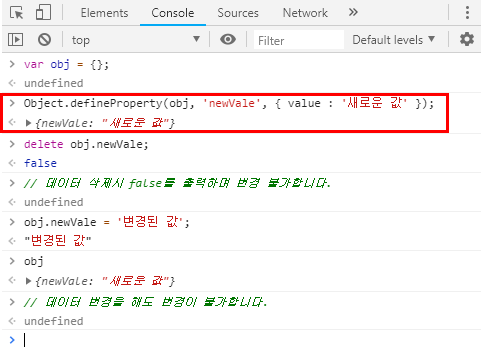 Elements Console Sources Network
top Filter Default levels ▼
> var obj = {};
< undefined
> Object.defineProperty(obj, 'newVale', { value : '새로운 값' });
< ▶{newVale: "새로운 값"}
> delete obj.newVale;
< false
> // 데이터 삭제시 false를 출력하며 변경 불가합니다.
< undefined
> obj.newVale = '변경된 값';
< "변경된 값"
> obj
< ▶{newVale: "새로운 값"}
> // 데이터 변경을 해도 변경이 불가합니다.
< undefined
>